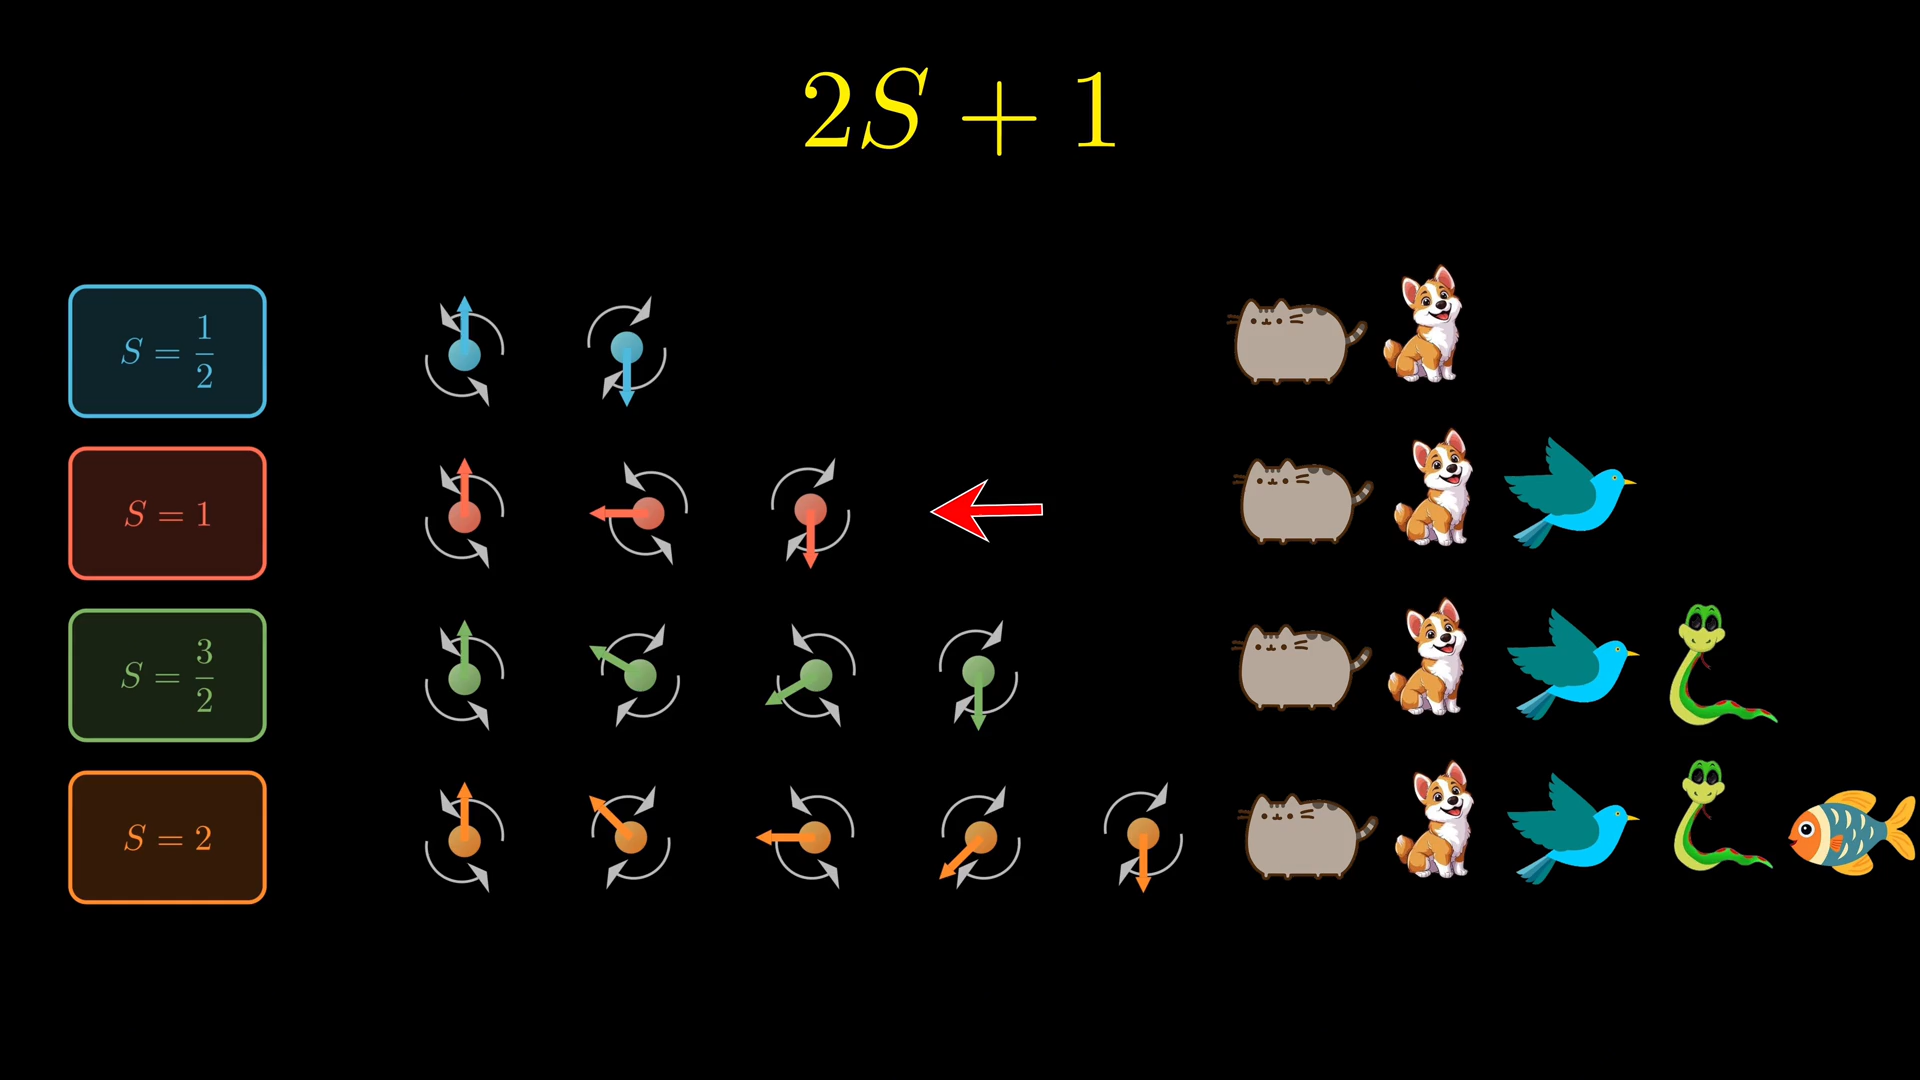 2S + 1
S = 1/2
S = 1
S = 3/2
S = 2